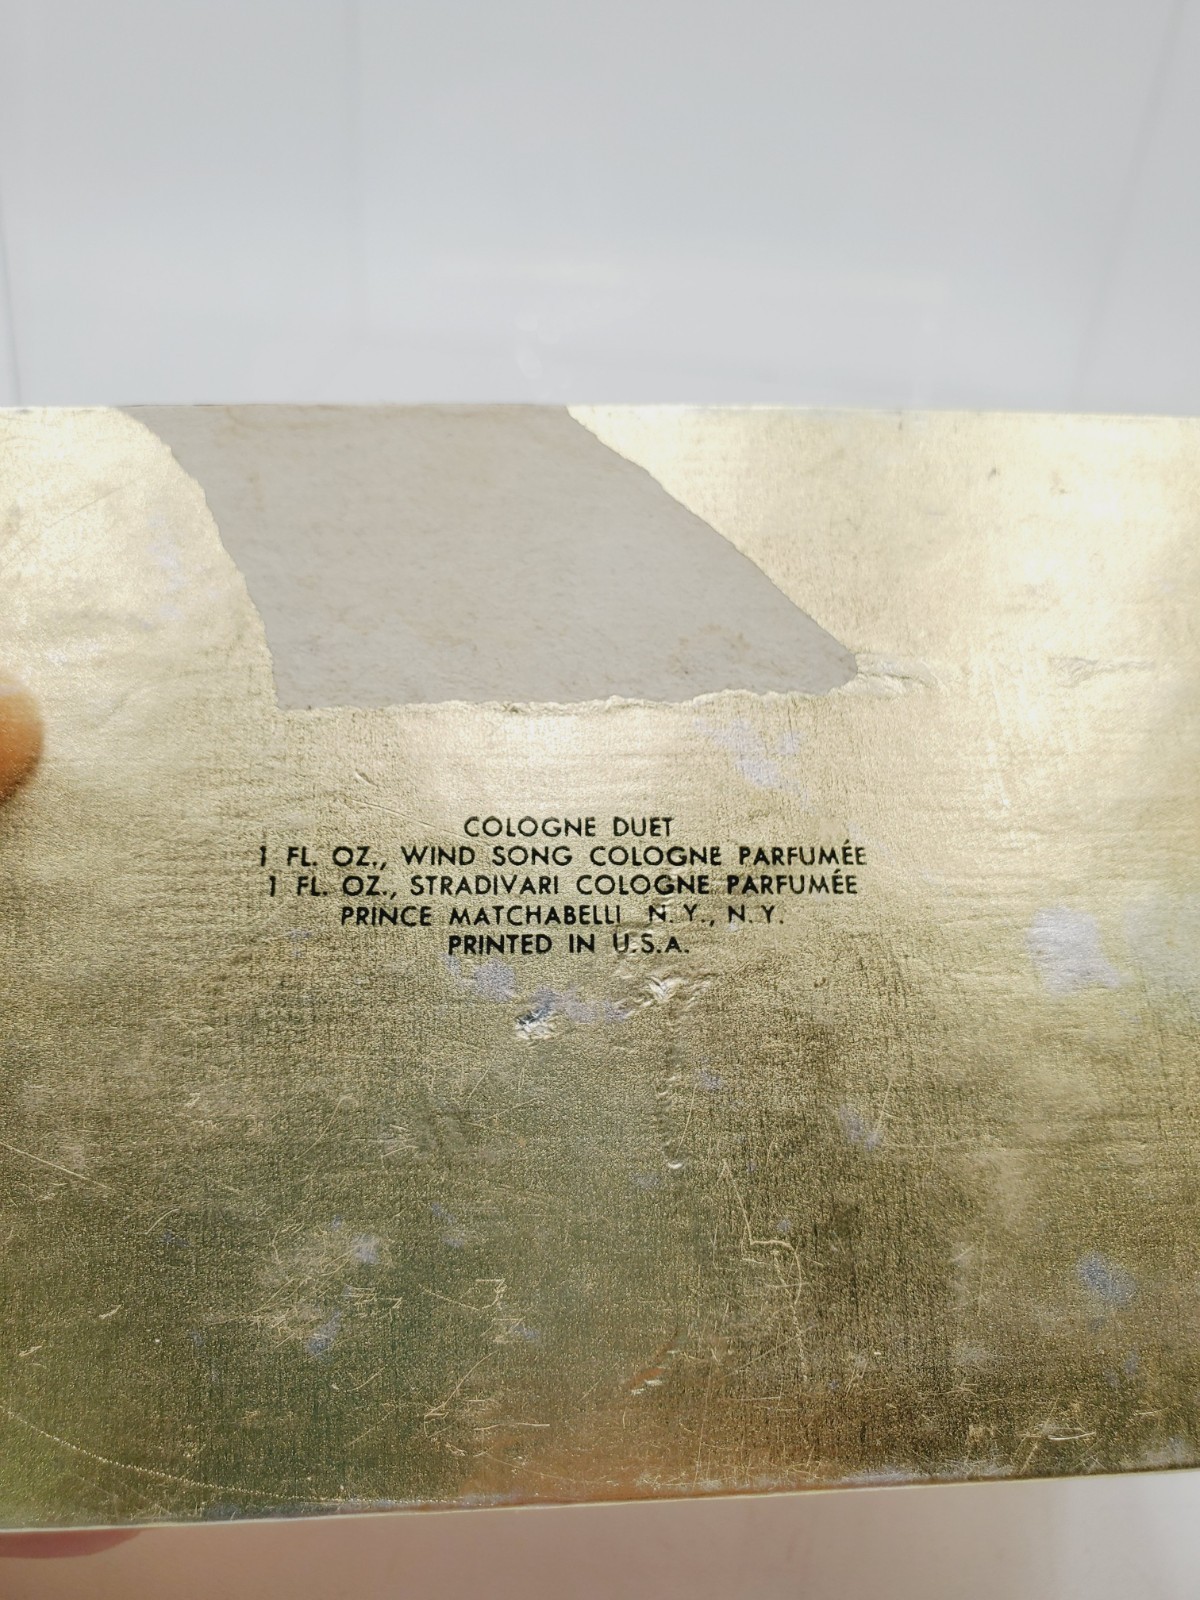 COLOGNE DUET
1 FL. OZ., WIND SONG COLOGNE PARFUMÉE
1 FL. OZ., STRADIVARI COLOGNE PARFUMÉE
PRINCE MATCHABELLI N.Y., N.Y.
PRINTED IN U.S.A.